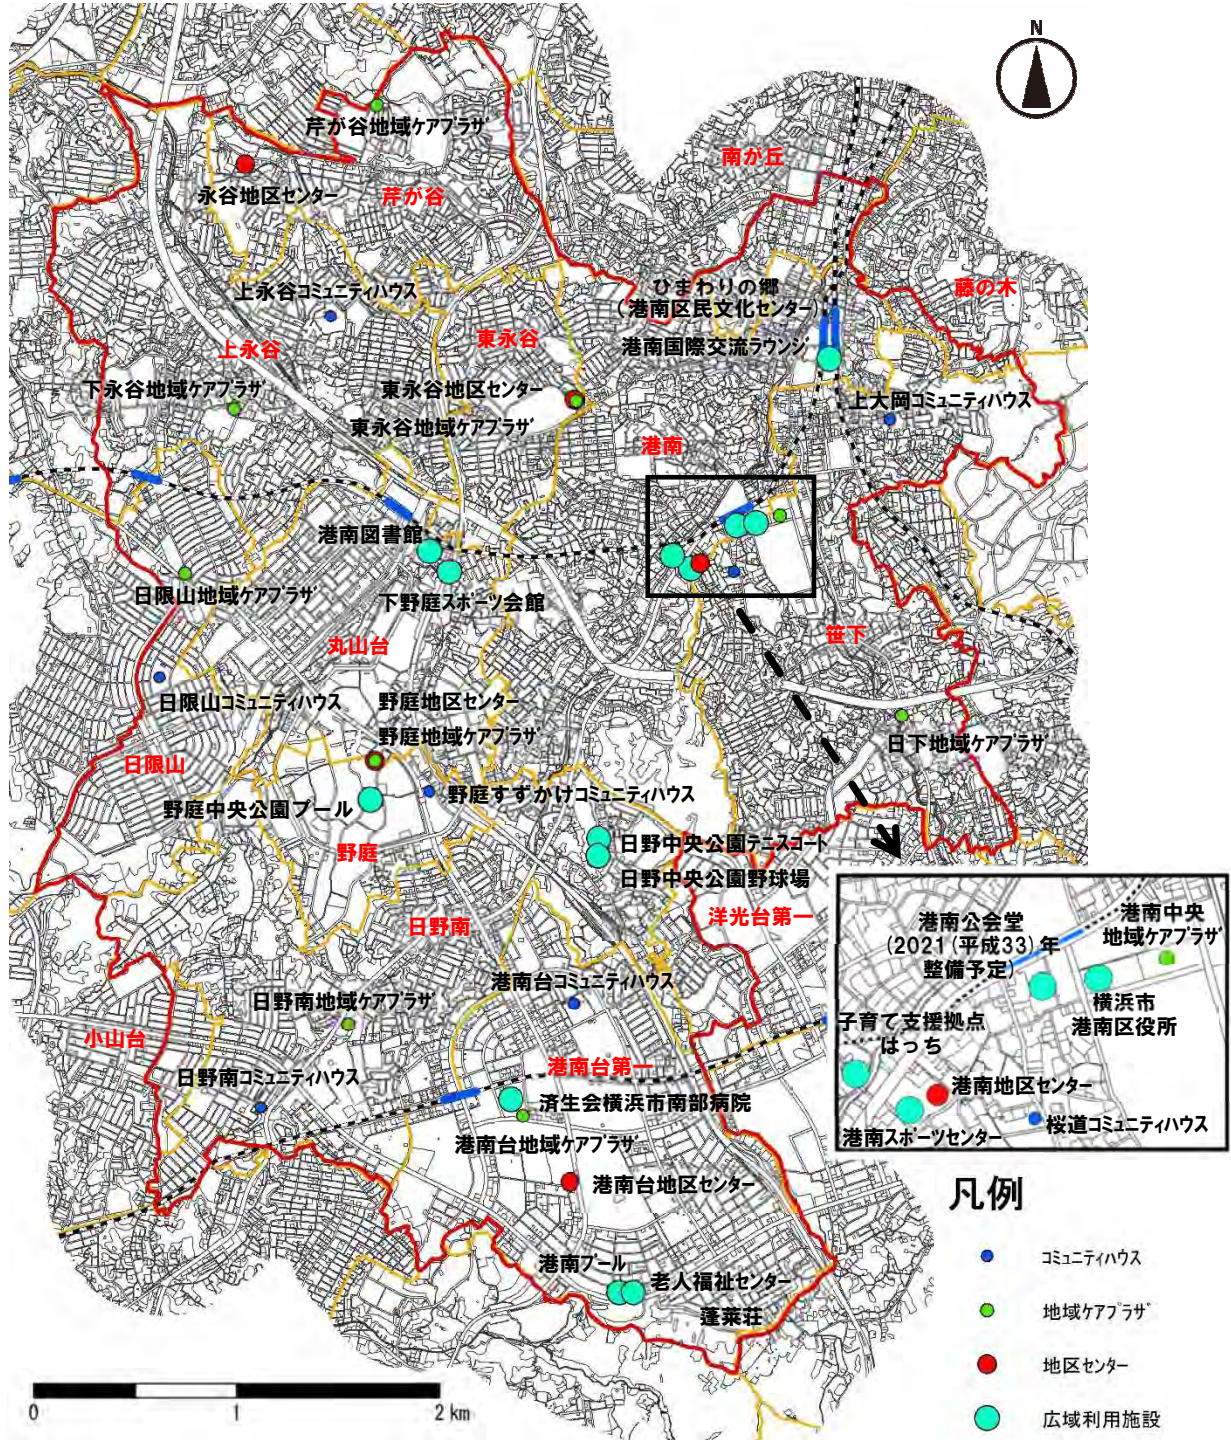 N
芹が谷地域ケアプラザ
南が丘
永谷地区センター
芹が谷
上永谷コミュニティハウス
ひまわりの郷
(港南区民文化センター)
藤の木
東永谷
上永谷
港南国際交流ラウンジ
下永谷地域ケアプラザ
東永谷地区センター
上大岡コミュニティハウス
東永谷地域ケアプラザ
港南
港南図書館
日限山地域ケアプラザ
下野庭スポーツ会館
笹下
丸山台
日限山コミュニティハウス
野庭地区センター
野庭地域ケアプラザ
日下地域ケアプラザ
日限山
野庭中央公園プール
野庭すずかけコミュニティハウス
野庭
日野中央公園テニスコート
日野中央公園野球場
日野南
洋光台第一
港南公会堂
(2021(平成33)年
整備予定)
港南中央
地域ケアプラザ
横浜市
港南区役所
子育て支援拠点
はっち
港南地区センター
港南スポーツセンター
桜道コミュニティハウス
港南台コミュニティハウス
日野南地域ケアプラザ
小山台
日野南コミュニティハウス
港南台第一
済生会横浜市南部病院
港南台地域ケアプラザ
港南台地区センター
港南プール
老人福祉センター
蓬莱荘
凡例
コミュニティハウス
地域ケアプラザ
地区センター
広域利用施設
0 1 2 km